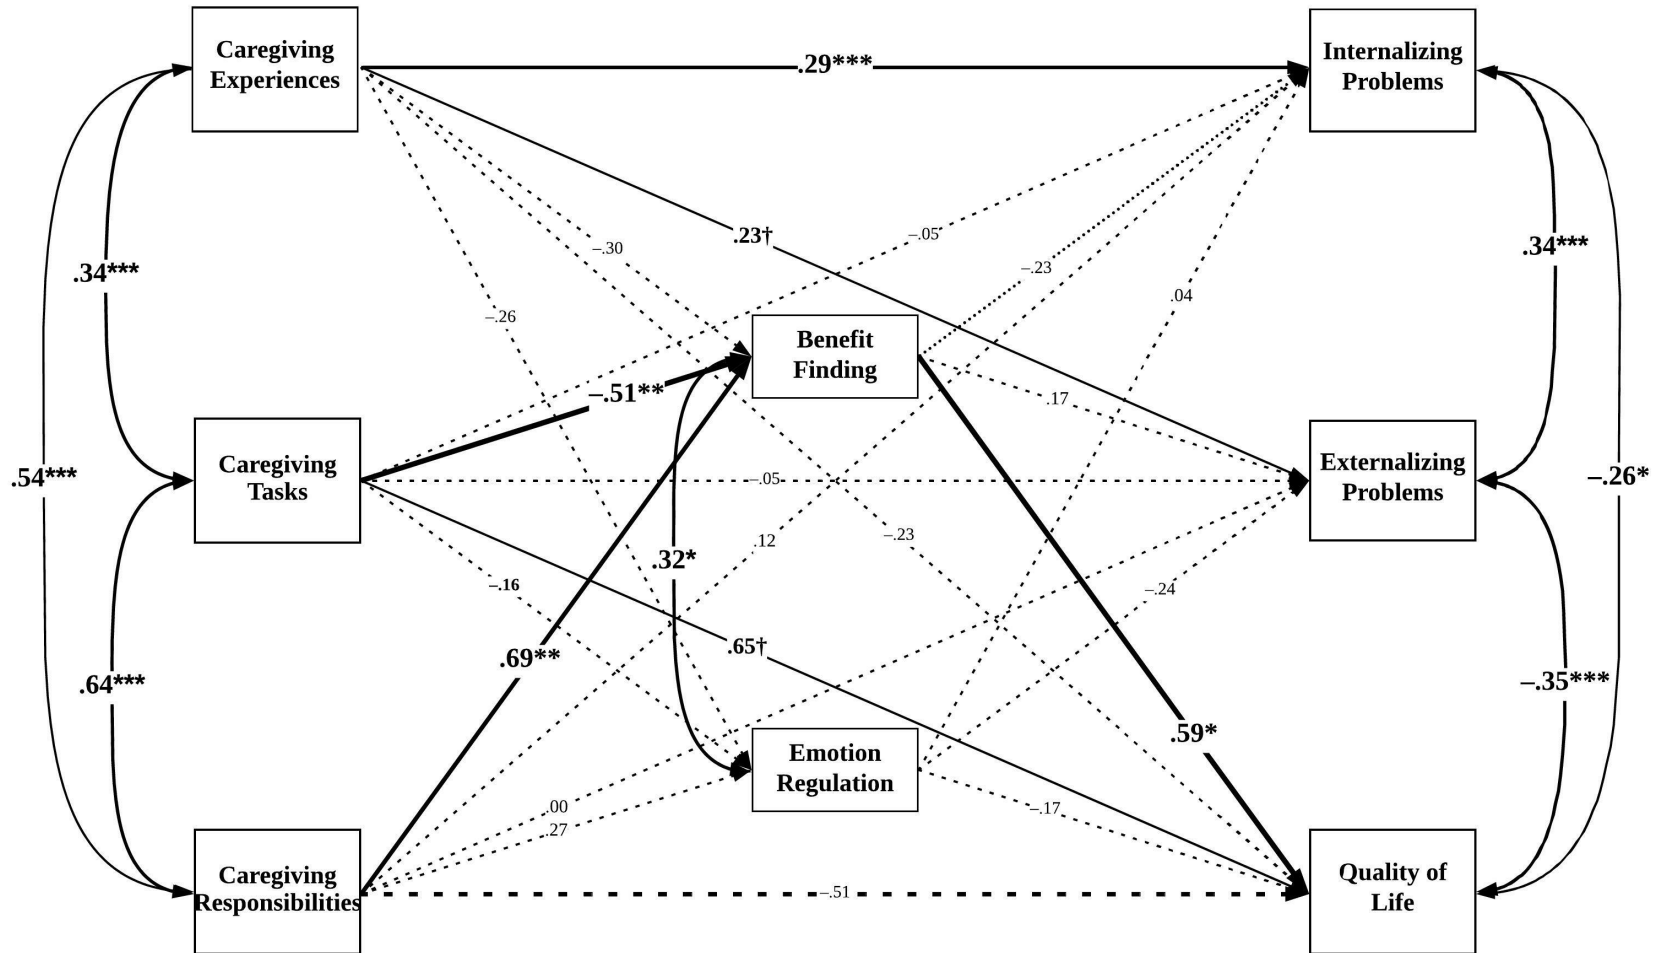 Caregiving
Experiences
.29***
Internalizing
Problems
.23†
–.05
–.30
.34***
–.23
.34***
.04
–.26
Benefit
Finding
–.51**
.17
Caregiving
Tasks
.54***
–.05
Externalizing
Problems
–.26*
.12
–.23
.32*
–.16
–.24
.65†
.69**
.64***
–.35***
.59*
Emotion
Regulation
.00
–.17
.27
Caregiving
Responsibilities
–.51
Quality of
Life